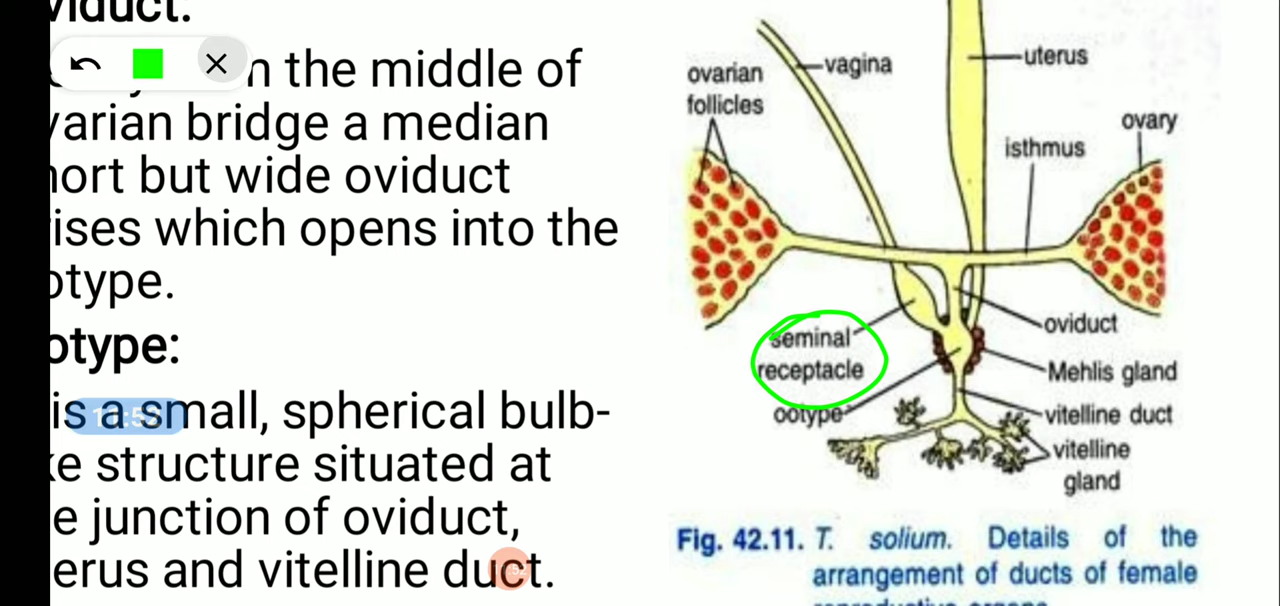 viduct:
n the middle of
varian bridge a median
hort but wide oviduct
rises which opens into the
otype.
otype:
is a small, spherical bulb-
ke structure situated at
e junction of oviduct,
erus and vitelline duct.
ovarian
follicles
vagina
uterus
ovary
isthmus
seminal
receptacle
ootype
oviduct
Mehlis gland
vitelline duct
vitelline
gland
Fig. 42.11. T. solium. Details of the
arrangement of ducts of female